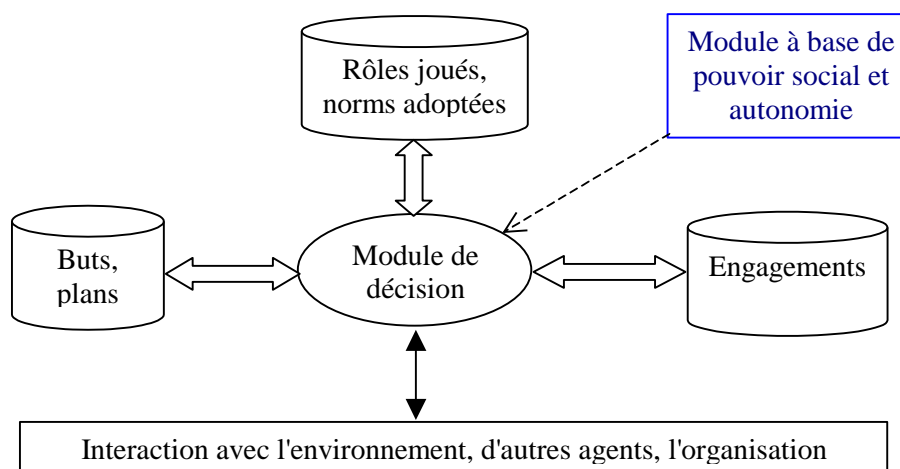 Rôles joués,
norms adoptées
Module à base de
pouvoir social et
autonomie
Buts,
plans
Module de
décision
Engagements
Interaction avec l'environnement, d'autres agents, l'organisation